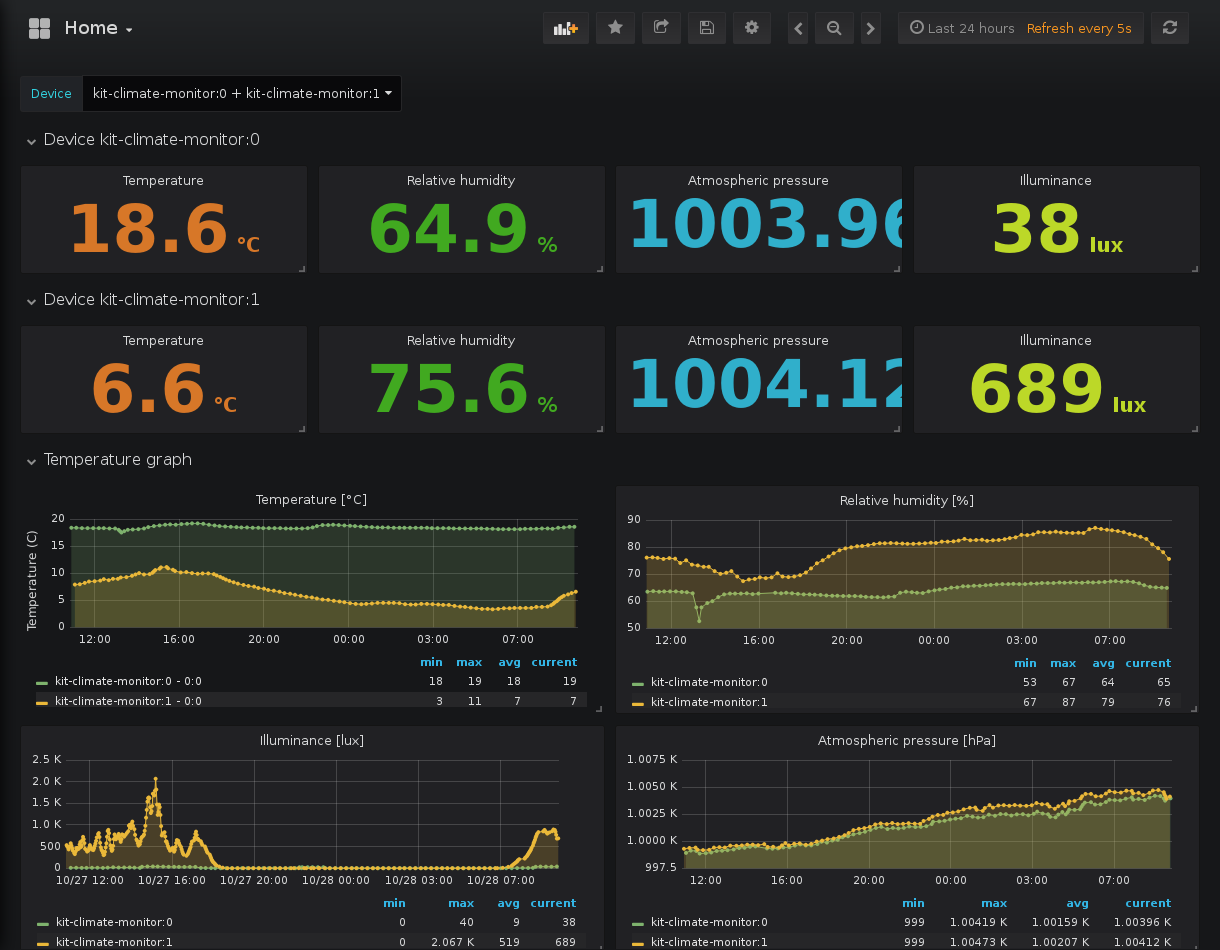 Home
Last 24 hours Refresh every 5s
Device kit-climate-monitor:0 + kit-climate-monitor:1
Device kit-climate-monitor:0
Temperature Relative humidity Atmospheric pressure Illuminance
18.6 °C 64.9 % 1003.96 38 lux
Device kit-climate-monitor:1
Temperature Relative humidity Atmospheric pressure Illuminance
6.6 °C 75.6 % 1004.12 689 lux
Temperature graph
Temperature [°C]
Temperature (C)
20
15
10
5
0
12:00 16:00 20:00 00:00 03:00 07:00
min max avg current
kit-climate-monitor:0 - 0:0 18 19 18 19
kit-climate-monitor:1 - 0:0 3 11 7 7
Relative humidity [%]
90
80
70
60
50
12:00 16:00 20:00 00:00 03:00 07:00
min max avg current
kit-climate-monitor:0 53 67 64 65
kit-climate-monitor:1 67 87 79 76
Illuminance [lux]
2.5 K
2.0 K
1.5 K
1.0 K
500
0
10/27 12:00 10/27 16:00 10/27 20:00 10/28 00:00 10/28 03:00 10/28 07:00
min max avg current
kit-climate-monitor:0 0 40 9 38
kit-climate-monitor:1 0 2.067 K 519 689
Atmospheric pressure [hPa]
1.0075 K
1.0050 K
1.0025 K
1.0000 K
997.5
12:00 16:00 20:00 00:00 03:00 07:00
min max avg current
kit-climate-monitor:0 999 1.00419 K 1.00159 K 1.00396 K
kit-climate-monitor:1 999 1.00473 K 1.00207 K 1.00412 K